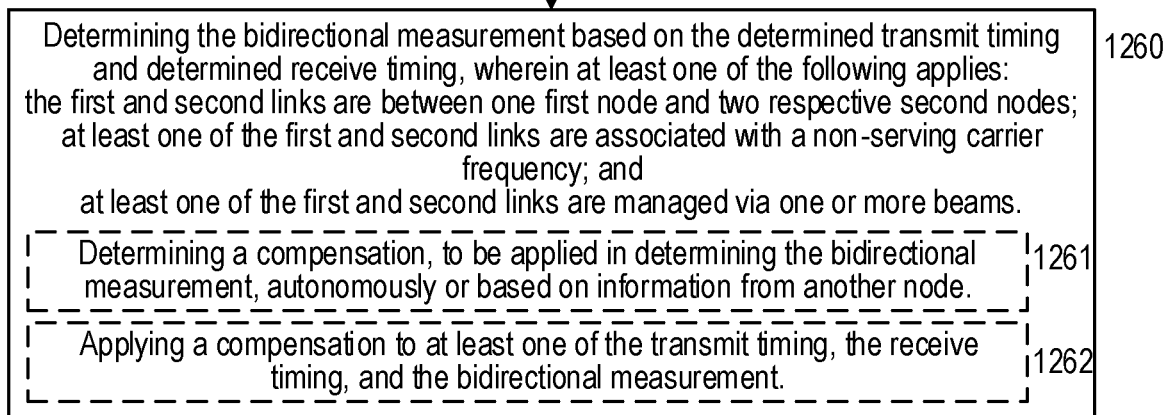 Determining the bidirectional measurement based on the determined transmit timing
and determined receive timing, wherein at least one of the following applies:
the first and second links are between one first node and two respective second nodes;
at least one of the first and second links are associated with a non-serving carrier
frequency; and
at least one of the first and second links are managed via one or more beams.
1260
Determining a compensation, to be applied in determining the bidirectional
measurement, autonomously or based on information from another node.
1261
Applying a compensation to at least one of the transmit timing, the receive
timing, and the bidirectional measurement.
1262